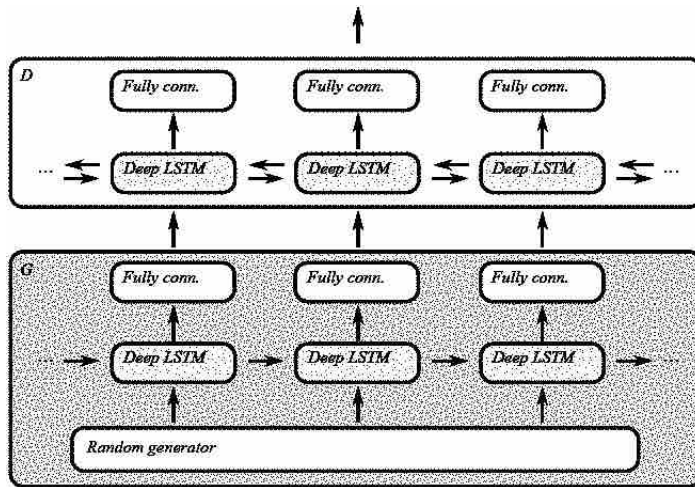 D
Fully conn. Fully conn. Fully conn.
... Deep LSTM Deep LSTM Deep LSTM ...
G
Fully conn. Fully conn. Fully conn.
... Deep LSTM Deep LSTM Deep LSTM ...
Random generator